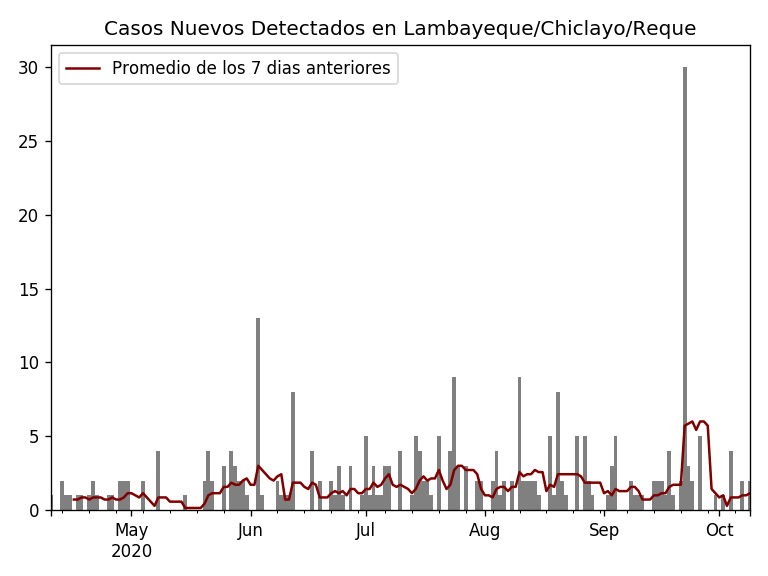 Casos Nuevos Detectados en Lambayeque/Chiclayo/Reque
Promedio de los 7 dias anteriores
30
25
20
15
10
5
0
May Jun Jul Aug Sep Oct
2020